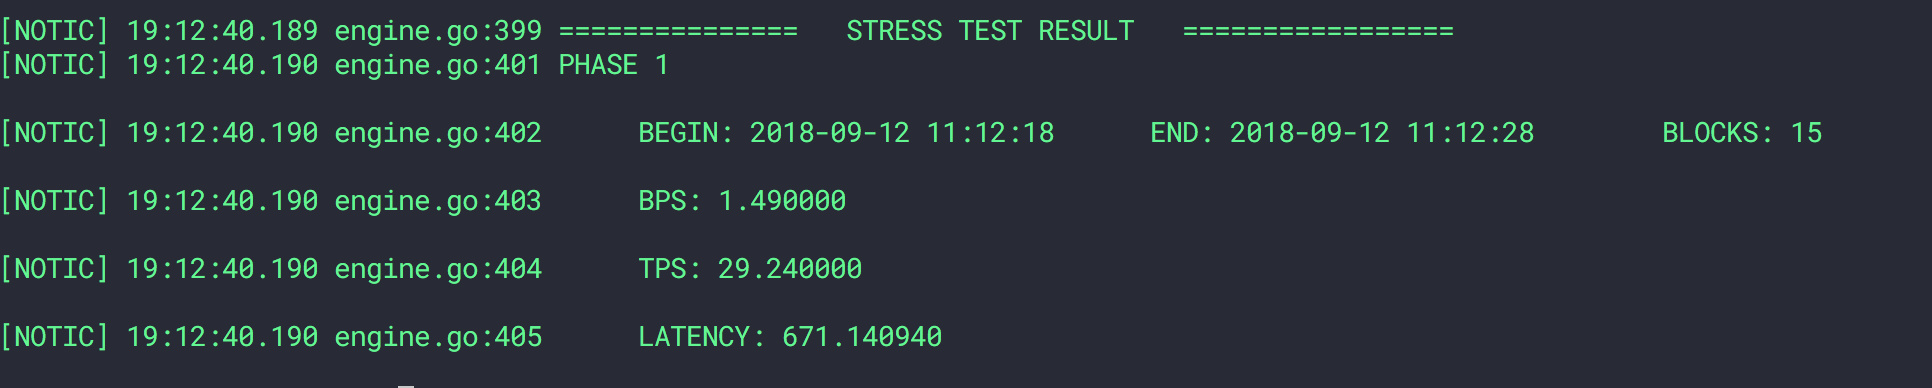 [NOTIC] 19:12:40.189 engine.go:399 ===============   STRESS TEST RESULT   =================
[NOTIC] 19:12:40.190 engine.go:401 PHASE 1
[NOTIC] 19:12:40.190 engine.go:402      BEGIN: 2018-09-12 11:12:18      END: 2018-09-12 11:12:28        BLOCKS: 15
[NOTIC] 19:12:40.190 engine.go:403      BPS: 1.490000
[NOTIC] 19:12:40.190 engine.go:404      TPS: 29.240000
[NOTIC] 19:12:40.190 engine.go:405      LATENCY: 671.140940